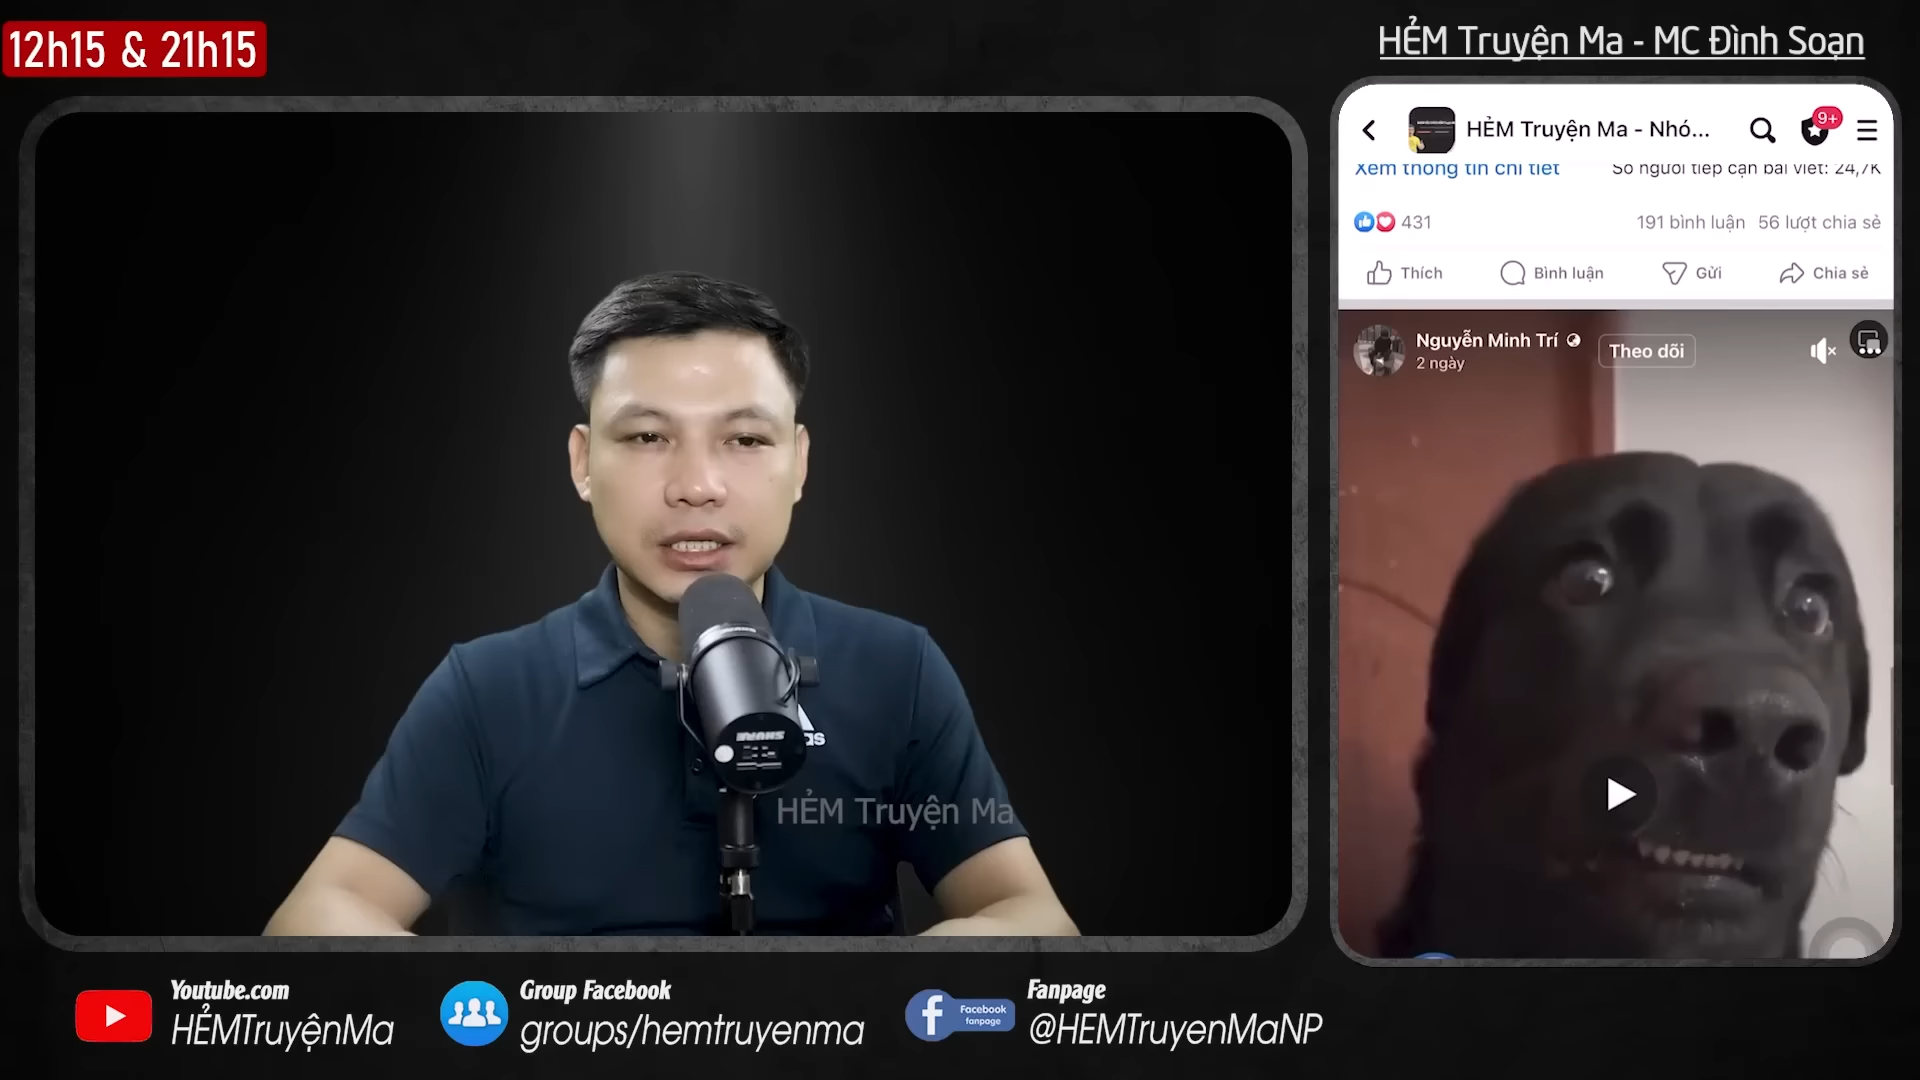 12h15 & 21h15
HẺM Truyện Ma - MC Đình Soạn
HẺM Truyện Ma - Nhó...
9+
Xem thông tin chi tiết
Số người tiếp cận bài viết: 24,7K
431
191 bình luận 56 lượt chia sẻ
Thích
Bình luận
Gửi
Chia sẻ
Nguyễn Minh Trí
Theo dõi
2 ngày
as
SHURE
HẺM Truyện Ma
Youtube.com
HẺMTruyệnMa
Group Facebook
groups/hemtruyenma
Facebook
fanpage
Fanpage
@HEMTruyenMaNP